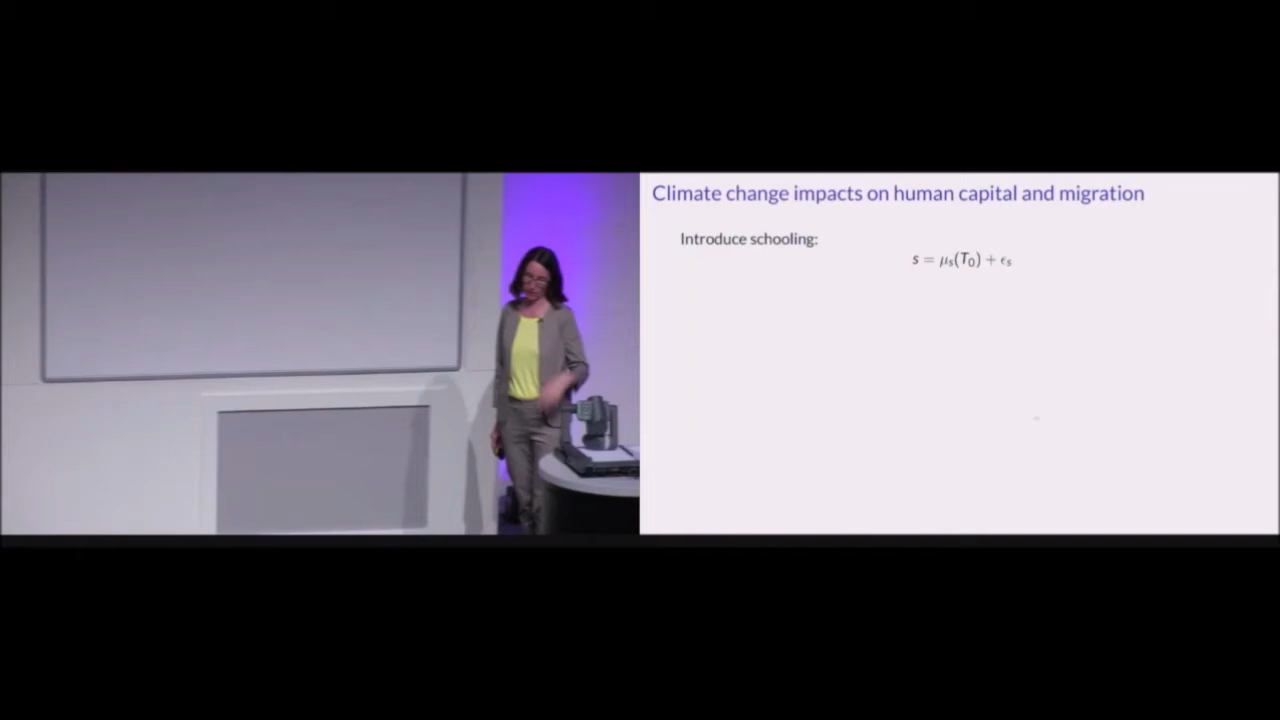 Climate change impacts on human capital and migration
Introduce schooling:
s = μₛ(T₀) + ϵₛ